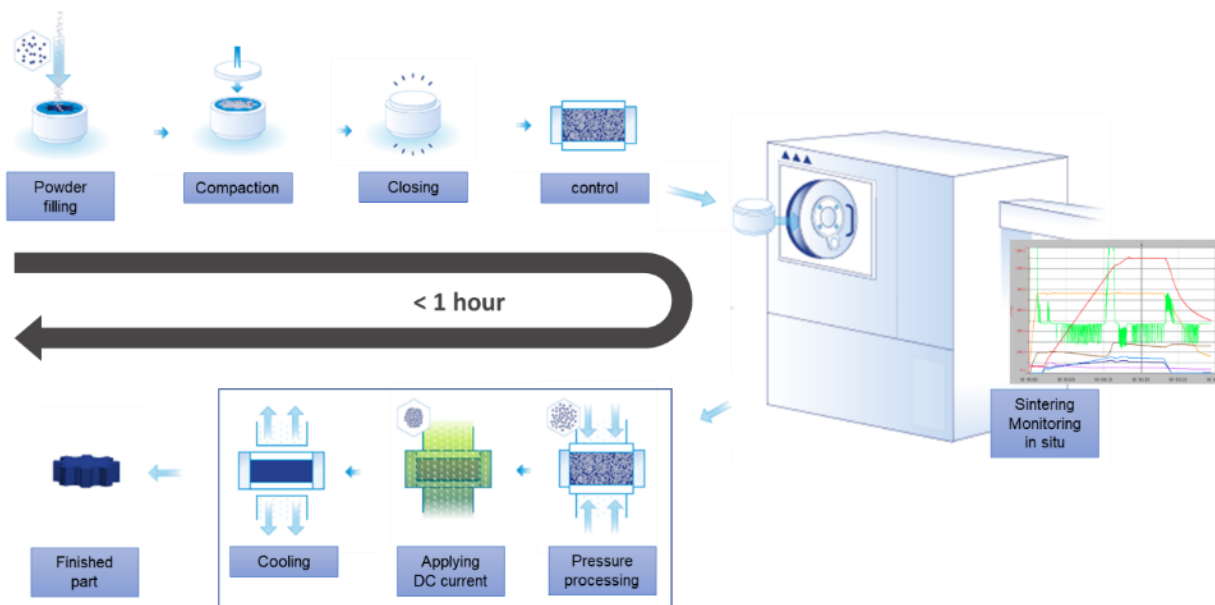 Powder
filling
Compaction
Closing
control
< 1 hour
Sintering
Monitoring
in situ
Finished
part
Cooling
Applying
DC current
Pressure
processing